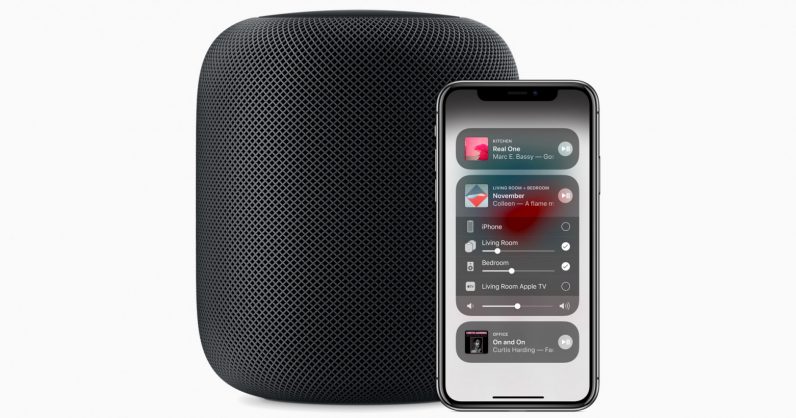 KITCHEN
Real One
Marc E. Bassy — Go
LIVING ROOM + BEDROOM
November
Colleen — A flame m
iPhone
Living Room
Bedroom
tv
Living Room Apple TV
OFFICE
On and On
Curtis Harding — Fa